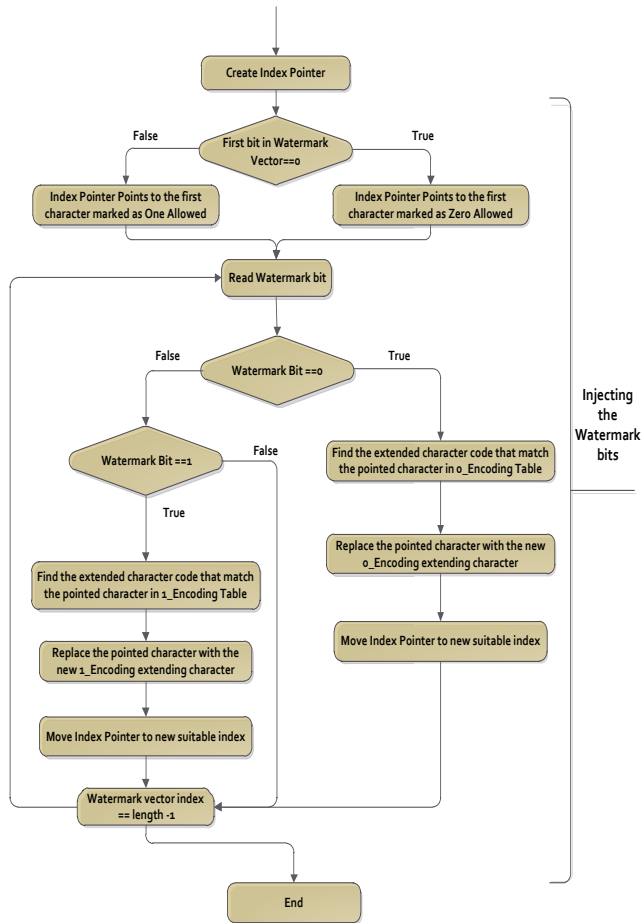 Create Index Pointer
False
True
First bit in Watermark
Vector==0
Index Pointer Points to the first
character marked as One Allowed
Index Pointer Points to the first
character marked as Zero Allowed
Read Watermark bit
False
True
Watermark Bit ==0
Injecting
the
Watermark
bits
Watermark Bit ==1
False
Find the extended character code that match
the pointed character in 0_Encoding Table
True
Replace the pointed character with the new
0_Encoding extending character
Find the extended character code that match
the pointed character in 1_Encoding Table
Move Index Pointer to new suitable index
Replace the pointed character with the
new 1_Encoding extending character
Move Index Pointer to new suitable index
Watermark vector index
== length -1
End